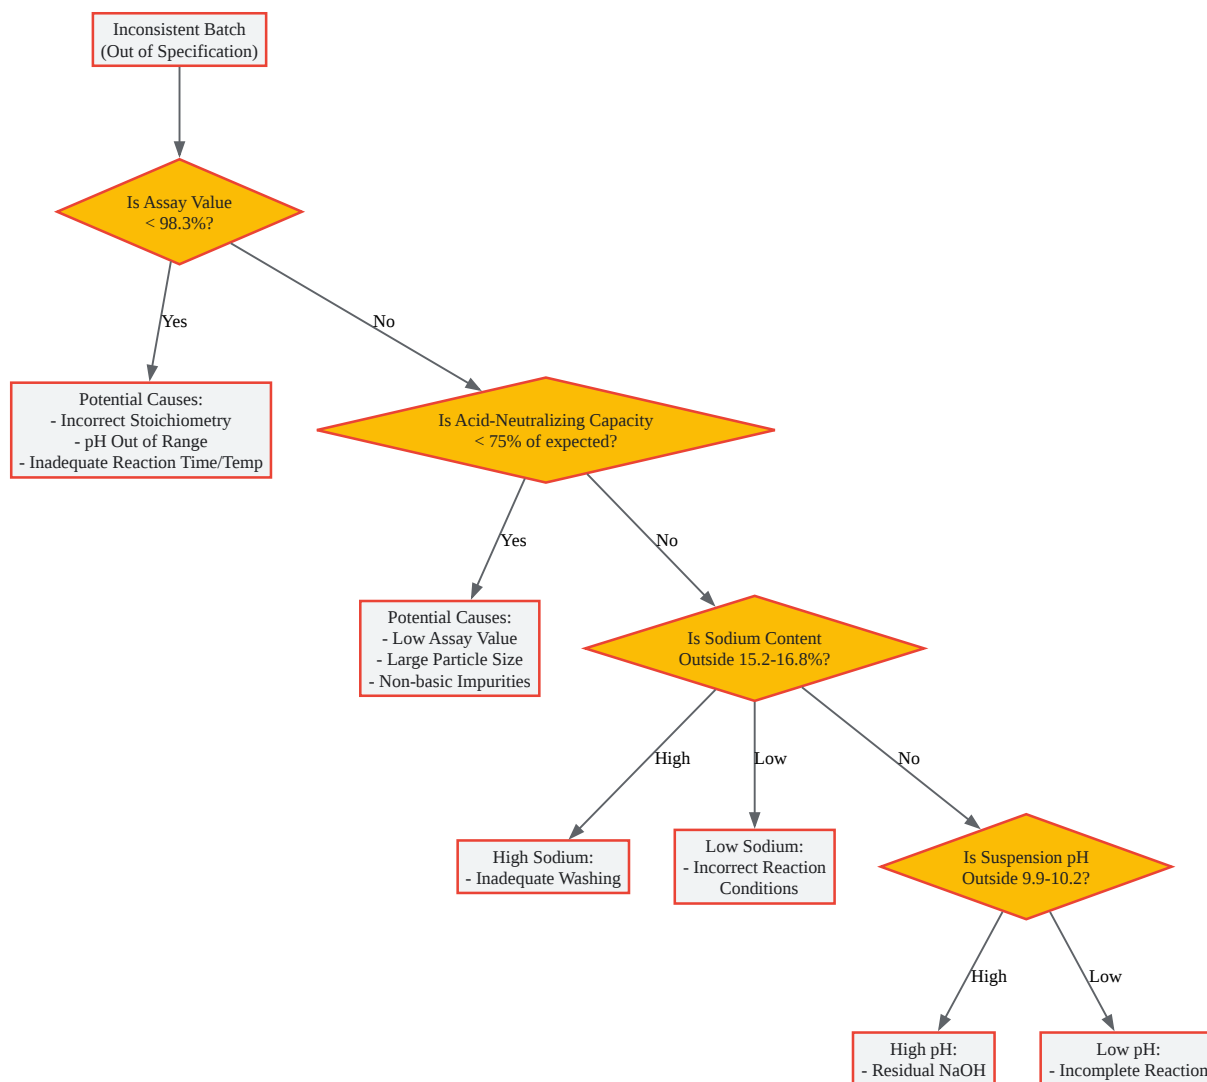 Inconsistent Batch
(Out of Specification)
Is Assay Value
< 98.3%?
Yes
No
Potential Causes:
- Incorrect Stoichiometry
- pH Out of Range
- Inadequate Reaction Time/Temp
Is Acid-Neutralizing Capacity
< 75% of expected?
Yes
No
Potential Causes:
- Low Assay Value
- Large Particle Size
- Non-basic Impurities
Is Sodium Content
Outside 15.2-16.8%?
High
Low
No
High Sodium:
- Inadequate Washing
Low Sodium:
- Incorrect Reaction
Conditions
Is Suspension pH
Outside 9.9-10.2?
High
Low
High pH:
- Residual NaOH
Low pH:
- Incomplete Reaction